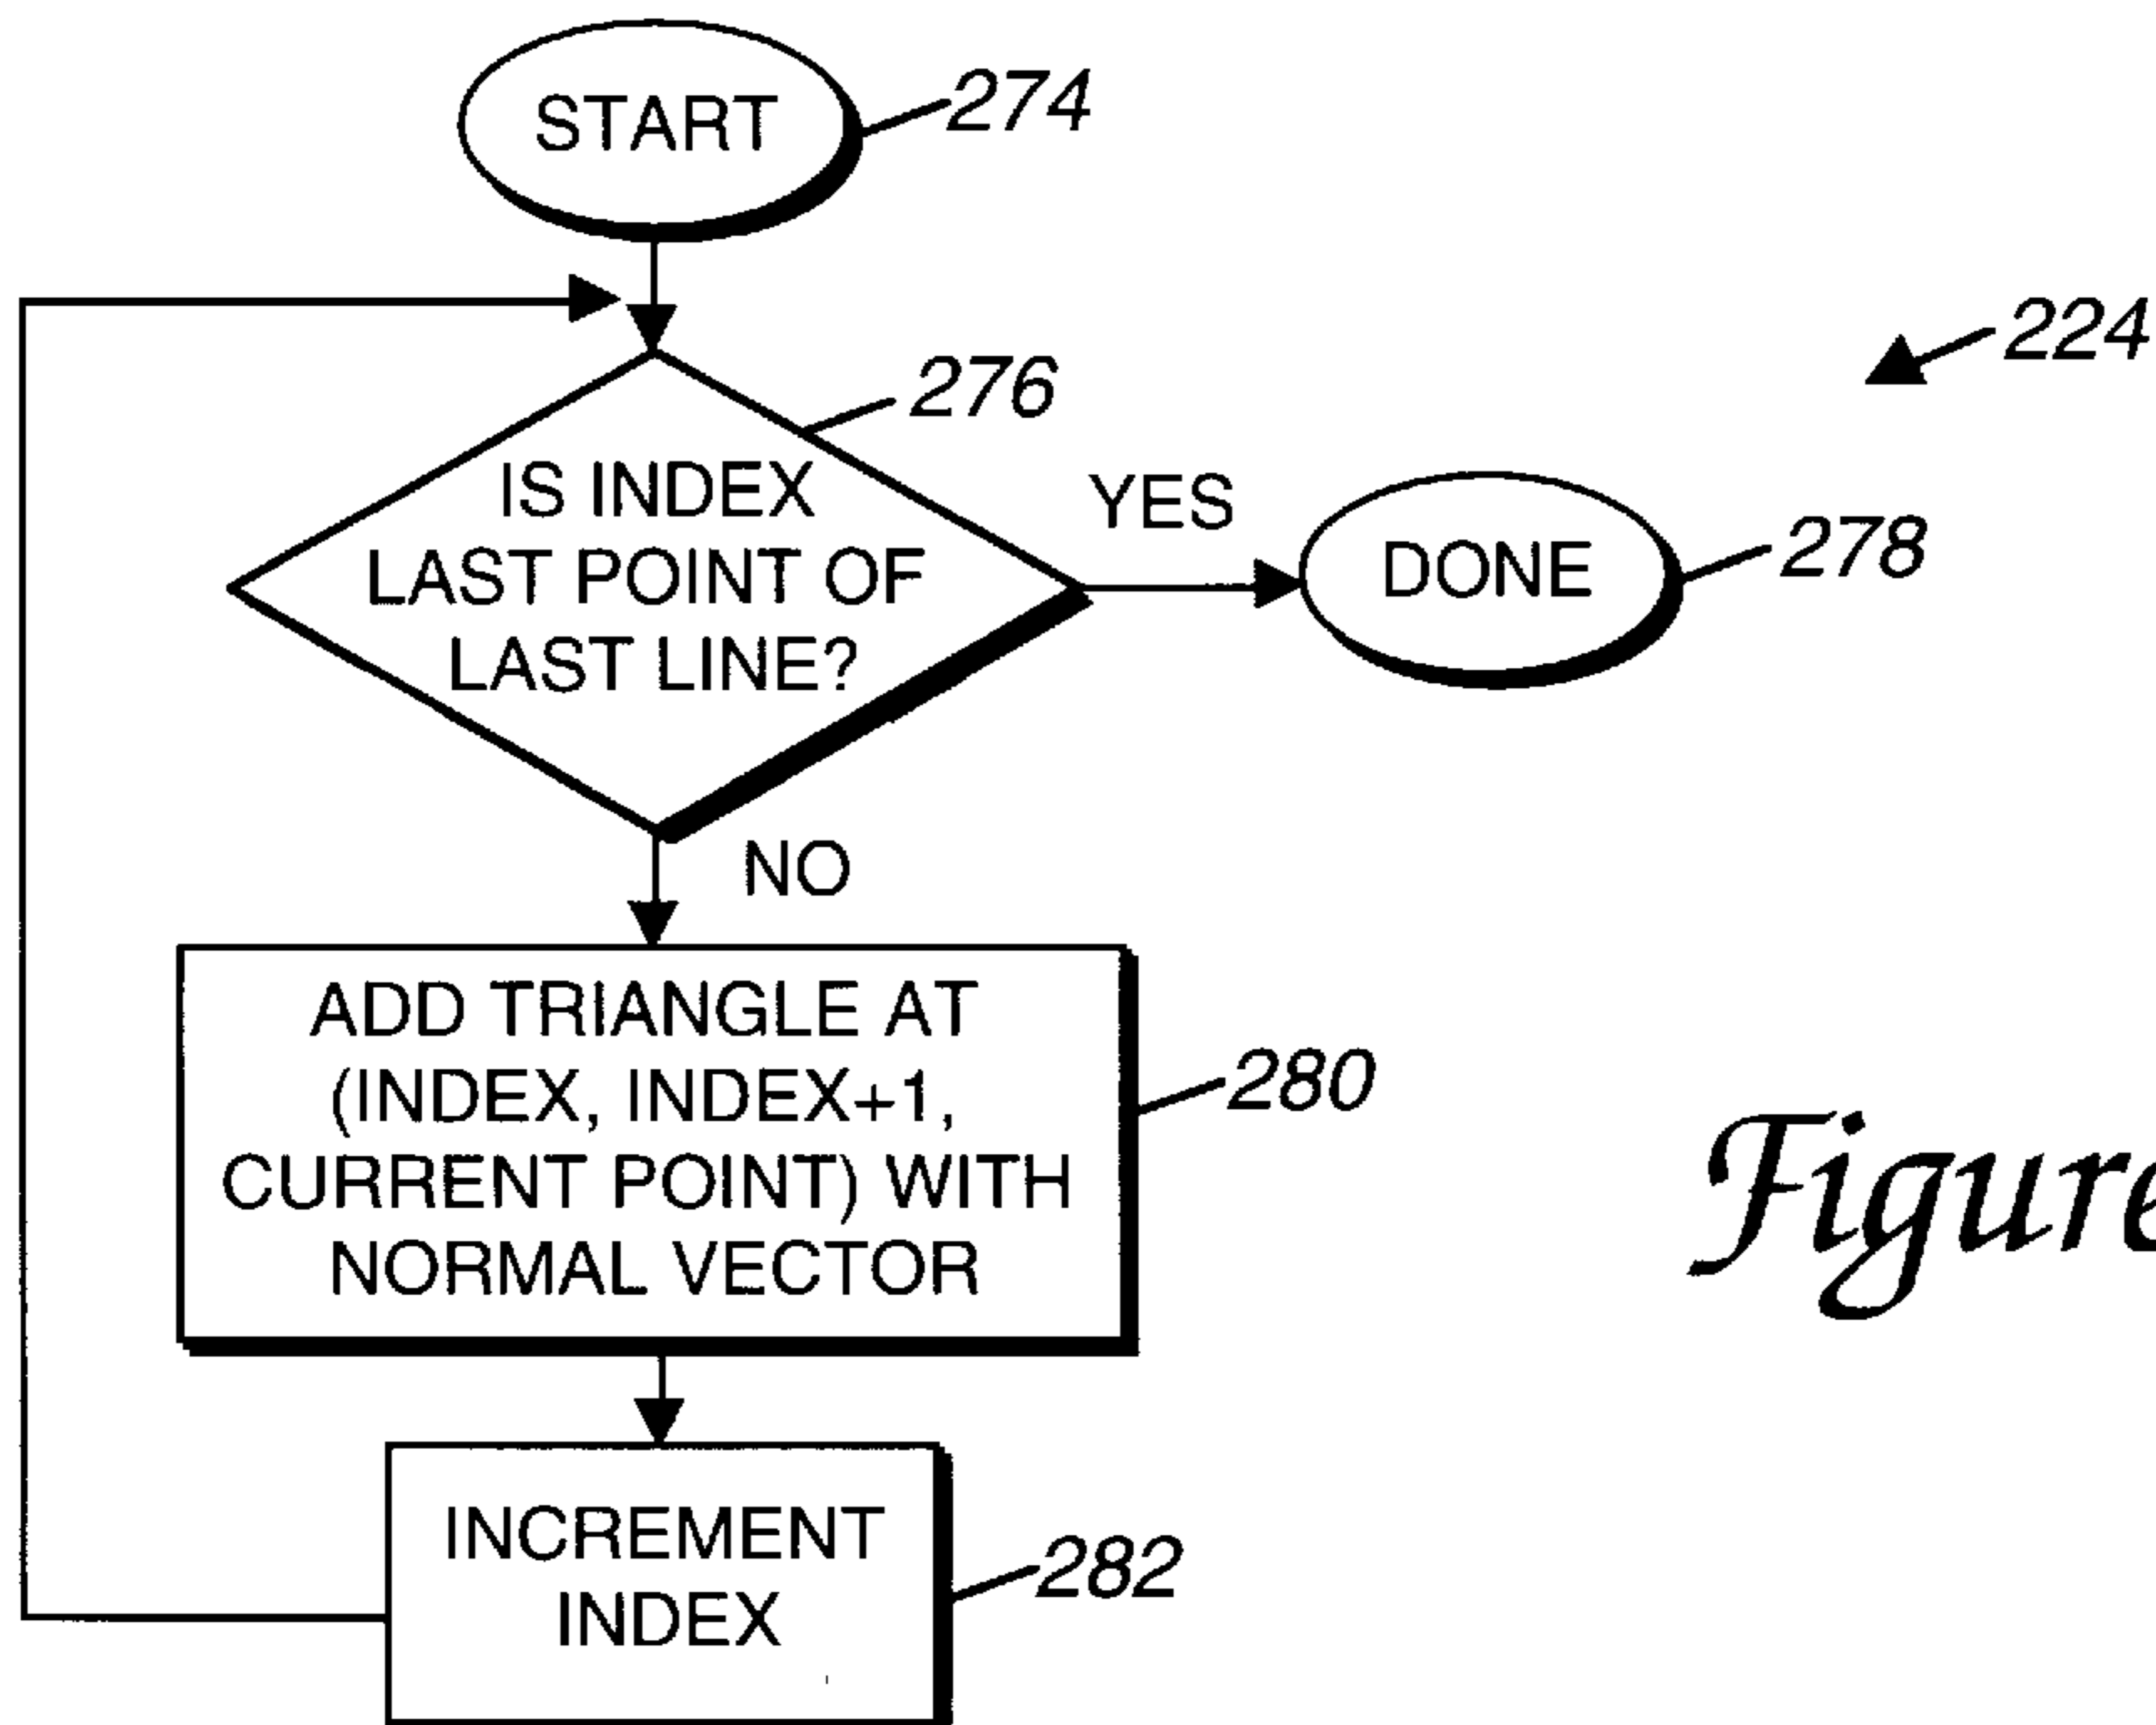 START
274
224
276
IS INDEX
LAST POINT OF
LAST LINE?
YES
DONE
278
NO
ADD TRIANGLE AT
(INDEX, INDEX+1,
CURRENT POINT) WITH
NORMAL VECTOR
280
Figure
INCREMENT
INDEX
282